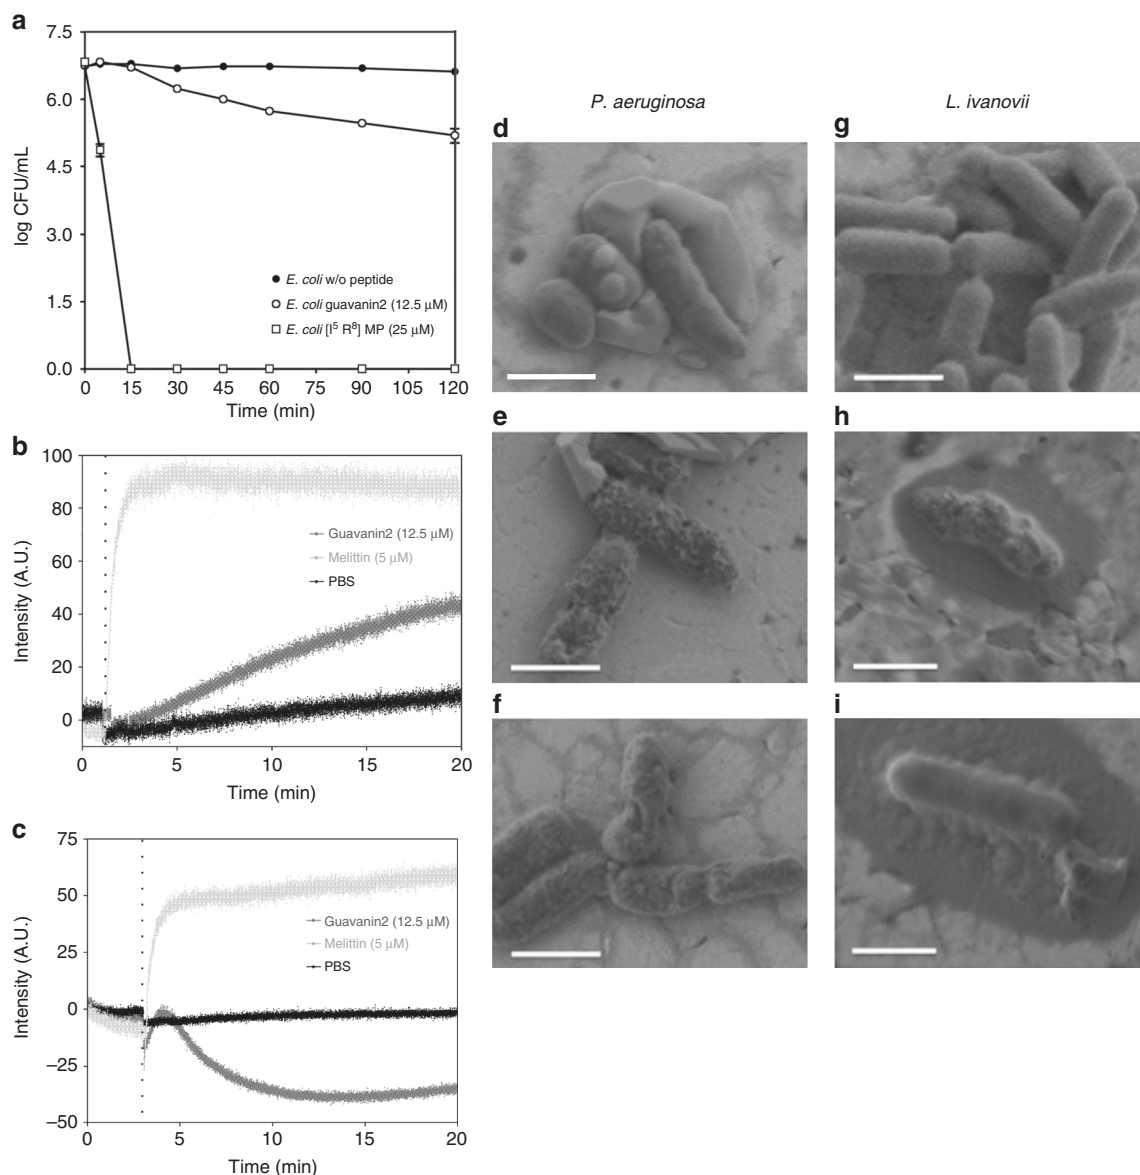 a
7.5
6.0
4.5
3.0
1.5
0.0
log CFU/mL
E. coli w/o peptide
E. coli guavanin2 (12.5 μM)
E. coli [I⁵ R⁸] MP (25 μM)
0 15 30 45 60 75 90 105 120
Time (min)
b
100
80
60
40
20
0
Intensity (A.U.)
Guavanin2 (12.5 μM)
Melittin (5 μM)
PBS
0 5 10 15 20
Time (min)
c
75
50
25
0
−25
−50
Intensity (A.U.)
Guavanin2 (12.5 μM)
Melittin (5 μM)
PBS
0 5 10 15 20
Time (min)
P. aeruginosa
d
e
f
L. ivanovii
g
h
i